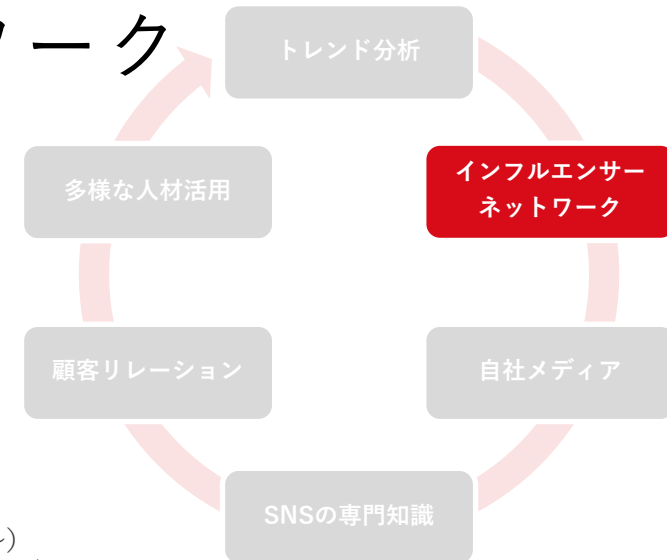 ワーク
トレンド分析
インフルエンサー
ネットワーク
多様な人材活用
自社メディア
顧客リレーション
SNSの専門知識